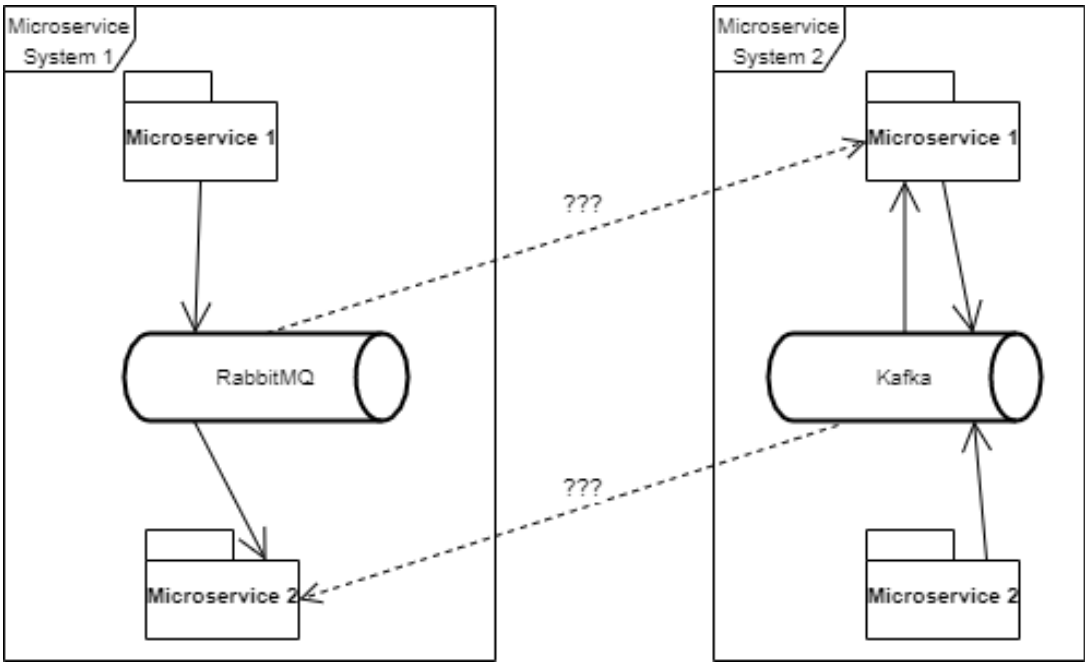 Microservice
System 1
Microservice
System 2
Microservice 1
Microservice 1
???
RabbitMQ
Kafka
???
Microservice 2
Microservice 2